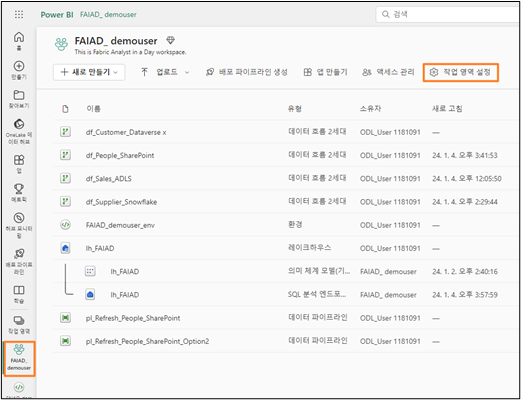 Power BI FAIAD_ demouser
검색
FAIAD_ demouser
This is Fabric Analyst in a Day workspace.
+ 새로 만들기
업로드
배포 파이프라인 생성
앱 만들기
액세스 관리
작업 영역 설정
홈
만들기
찾아보기
OneLake 데이터 허브
앱
메트릭
허브 모니터링
배포 파이프라인
학습
작업 영역
FAIAD_ demouser
이름 유형 소유자 새로 고침
df_Customer_Dataverse x 데이터 흐름 2세대 ODL_User 1181091 —
df_People_SharePoint 데이터 흐름 2세대 ODL_User 1181091 24. 1. 4. 오후 3:41:53
df_Sales_ADLS 데이터 흐름 2세대 ODL_User 1181091 24. 1. 4. 오후 12:05:50
df_Supplier_Snowflake 데이터 흐름 2세대 ODL_User 1181091 24. 1. 4. 오후 2:29:44
FAIAD_demouser_env 환경 ODL_User 1181091 —
lh_FAIAD 레이크하우스 ODL_User 1181091 —
lh_FAIAD 의미 체계 모델(기... FAIAD_ demouser 24. 1. 2. 오후 2:40:16
lh_FAIAD SQL 분석 엔드포... FAIAD_ demouser 24. 1. 4. 오후 3:57:59
pl_Refresh_People_SharePoint 데이터 파이프라인 ODL_User 1181091 —
pl_Refresh_People_SharePoint_Option2 데이터 파이프라인 ODL_User 1181091 —